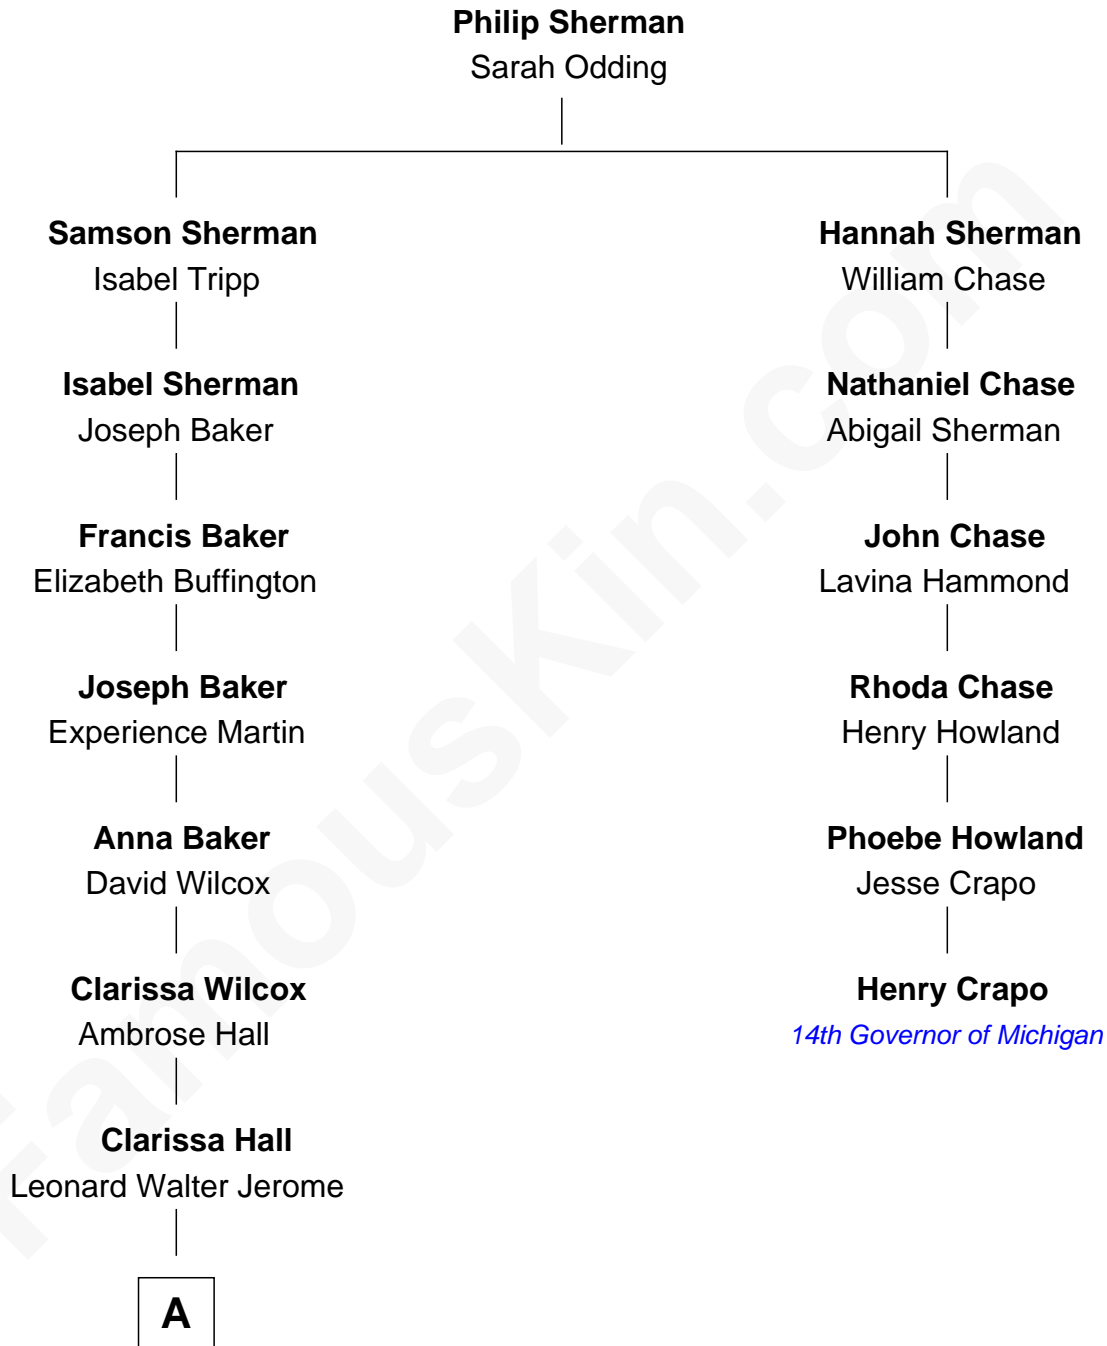 Philip Sherman
Sarah Odding
Samson Sherman
Isabel Tripp
Isabel Sherman
Joseph Baker
Francis Baker
Elizabeth Buffington
Joseph Baker
Experience Martin
Anna Baker
David Wilcox
Clarissa Wilcox
Ambrose Hall
Clarissa Hall
Leonard Walter Jerome
A
Hannah Sherman
William Chase
Nathaniel Chase
Abigail Sherman
John Chase
Lavina Hammond
Rhoda Chase
Henry Howland
Phoebe Howland
Jesse Crapo
Henry Crapo
14th Governor of Michigan
FamousKin.com